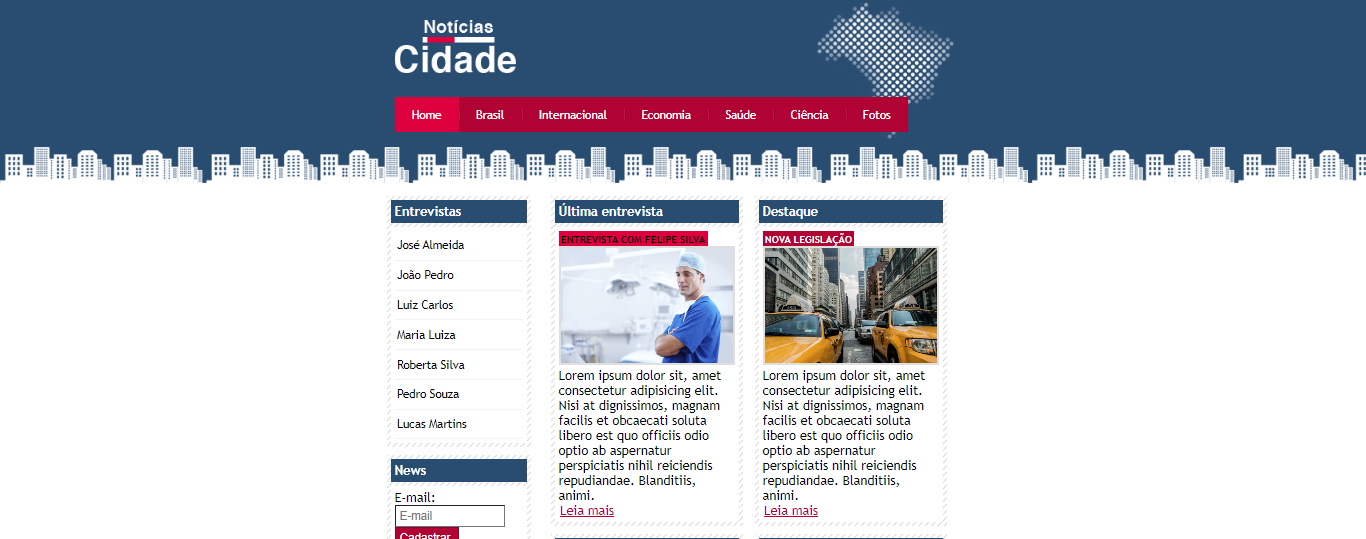 Notícias
Cidade
Home Brasil Internacional Economia Saúde Ciência Fotos
Entrevistas
José Almeida
João Pedro
Luiz Carlos
Maria Luiza
Roberta Silva
Pedro Souza
Lucas Martins
News
E-mail:
E-mail
Cadastrar
Última entrevista
ENTREVISTA COM FELIPE SILVA
Lorem ipsum dolor sit, amet
consectetur adipisicing elit.
Nisi at dignissimos, magnam
facilis et obcaecati soluta
libero est quo officiis odio
optio ab aspernatur
perspiciatis nihil reiciendis
repudiandae. Blanditiis,
animi.
Leia mais
Destaque
NOVA LEGISLAÇÃO
Lorem ipsum dolor sit, amet
consectetur adipisicing elit.
Nisi at dignissimos, magnam
facilis et obcaecati soluta
libero est quo officiis odio
optio ab aspernatur
perspiciatis nihil reiciendis
repudiandae. Blanditiis,
animi.
Leia mais